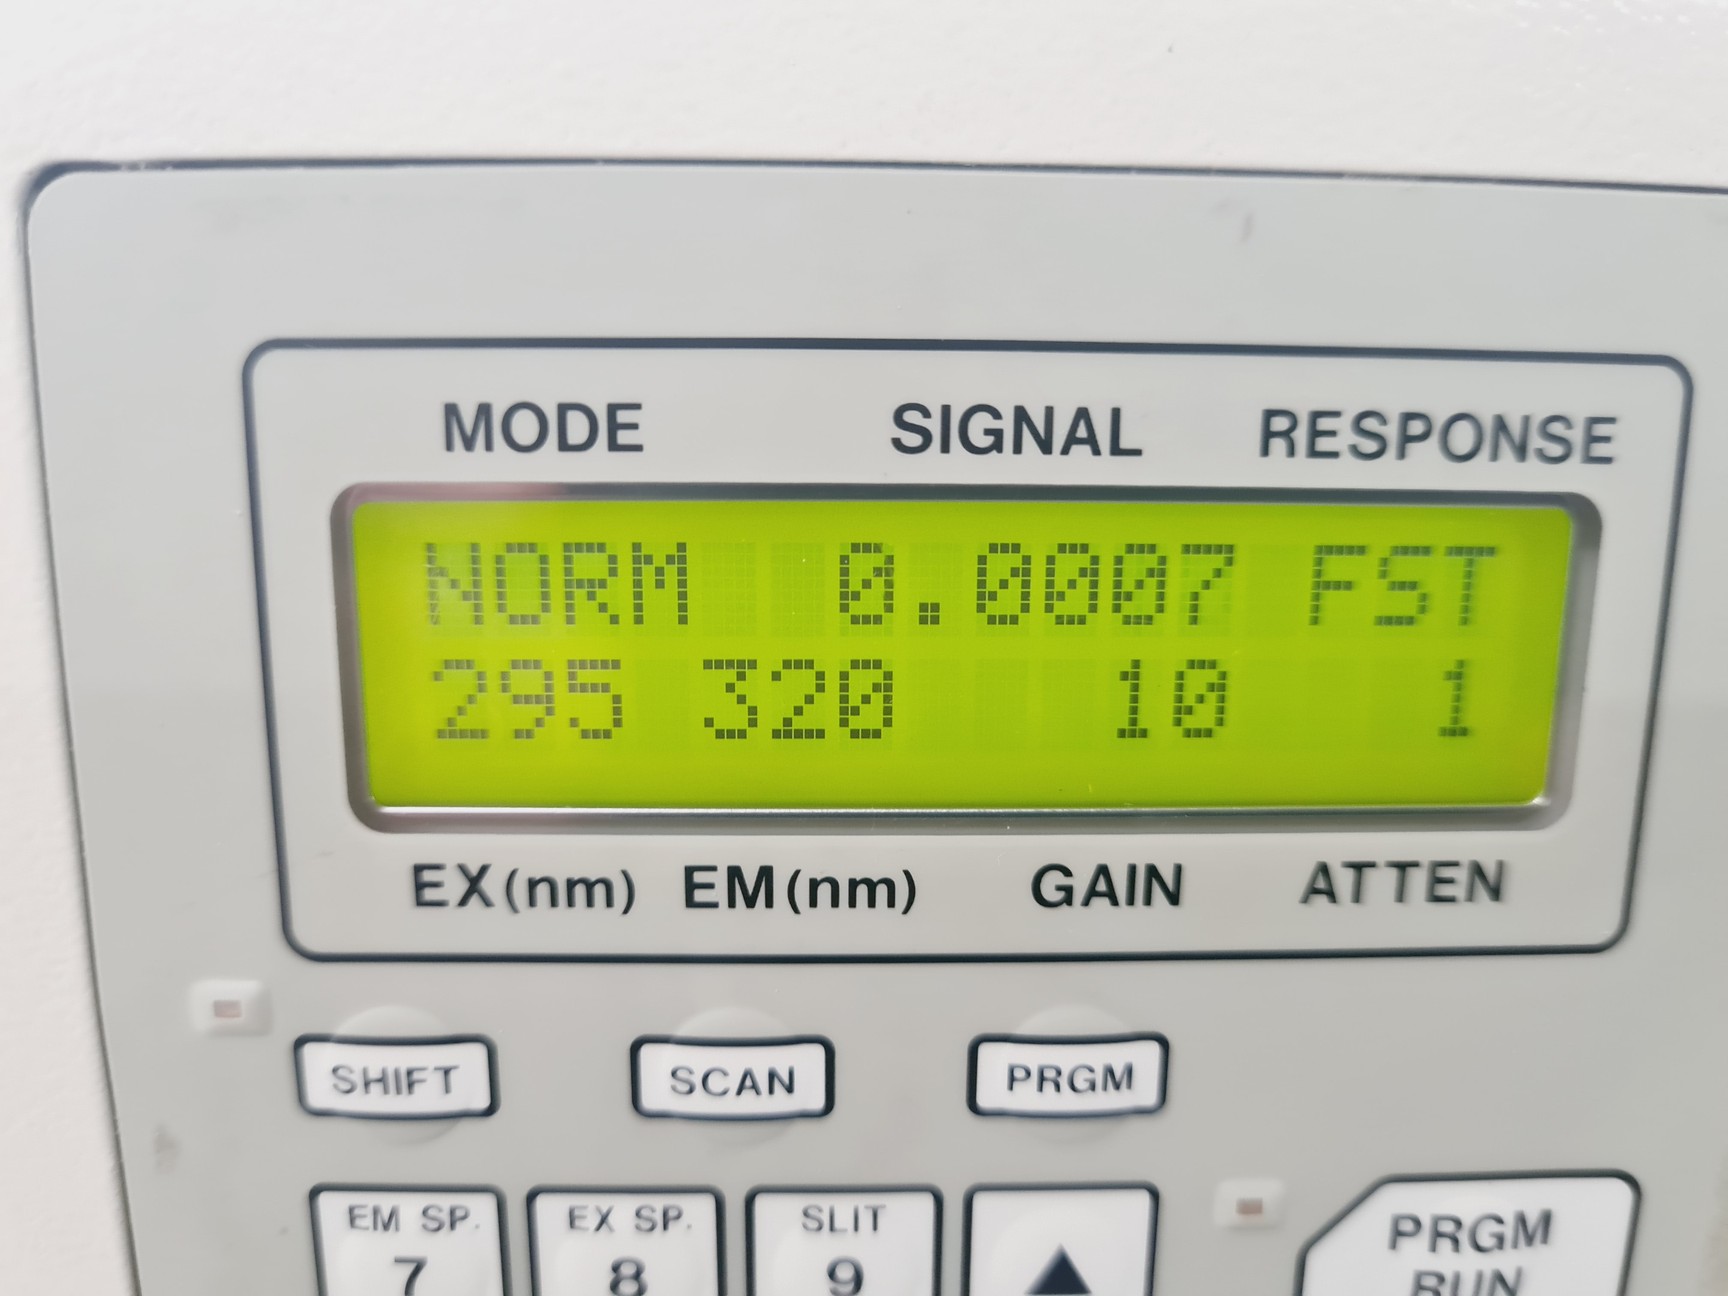 MODE SIGNAL RESPONSE
NORM 0.0007 FST
295 320 10 1
EX(nm) EM(nm) GAIN ATTEN
SHIFT SCAN PRGM
EM SP. EX SP. SLIT
7 8 9 ▲
PRGM
RUN